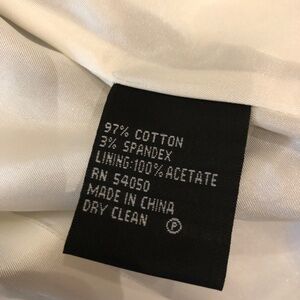 97% COTTON
3% SPANDEX
LINING:100% ACETATE
RN 54050
MADE IN CHINA
DRY CLEAN Ⓟ